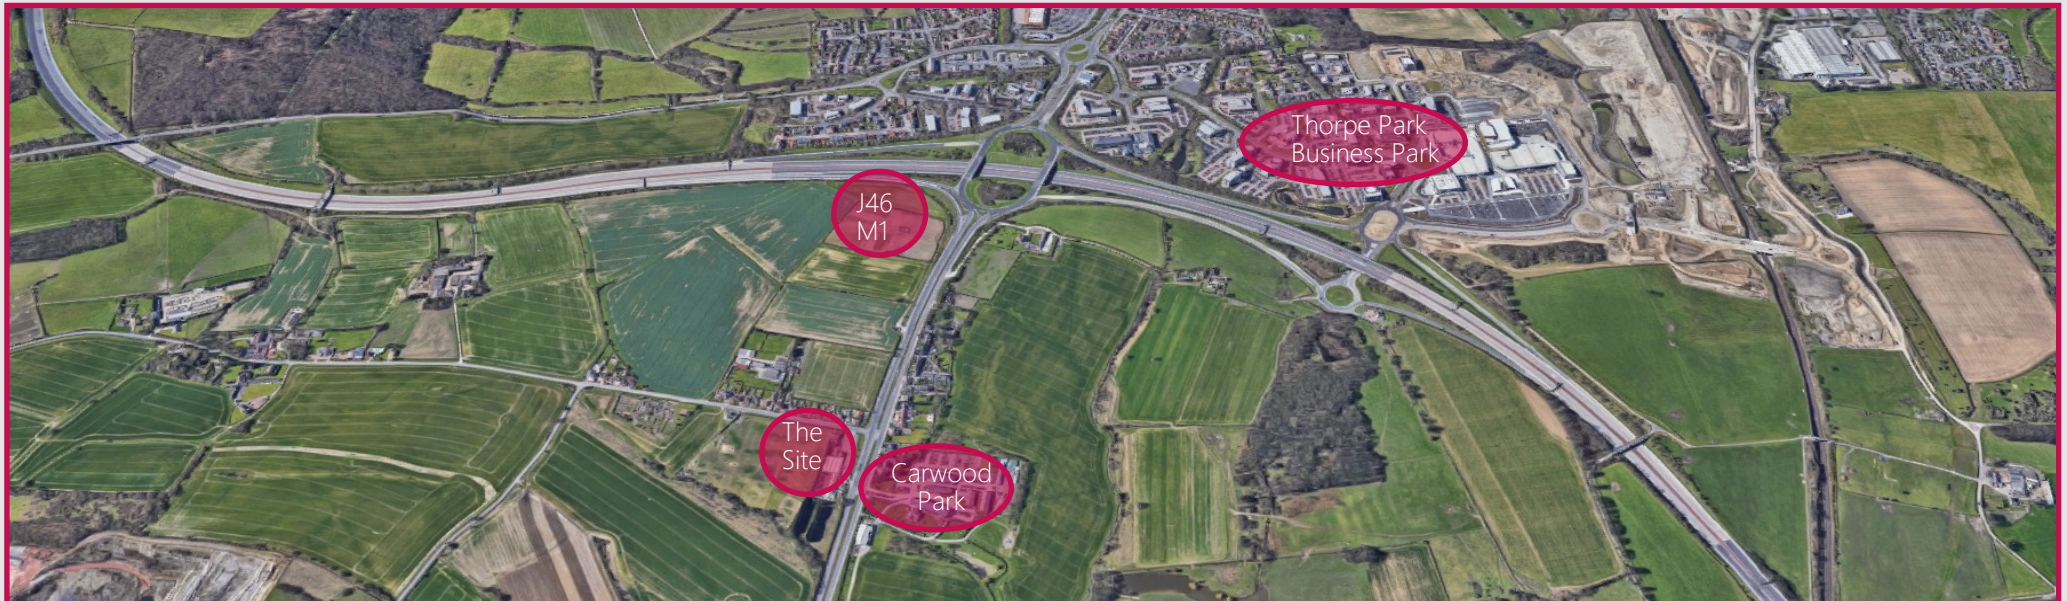 Thorpe Park
Business Park
J46
M1
The
Site
Carwood
Park